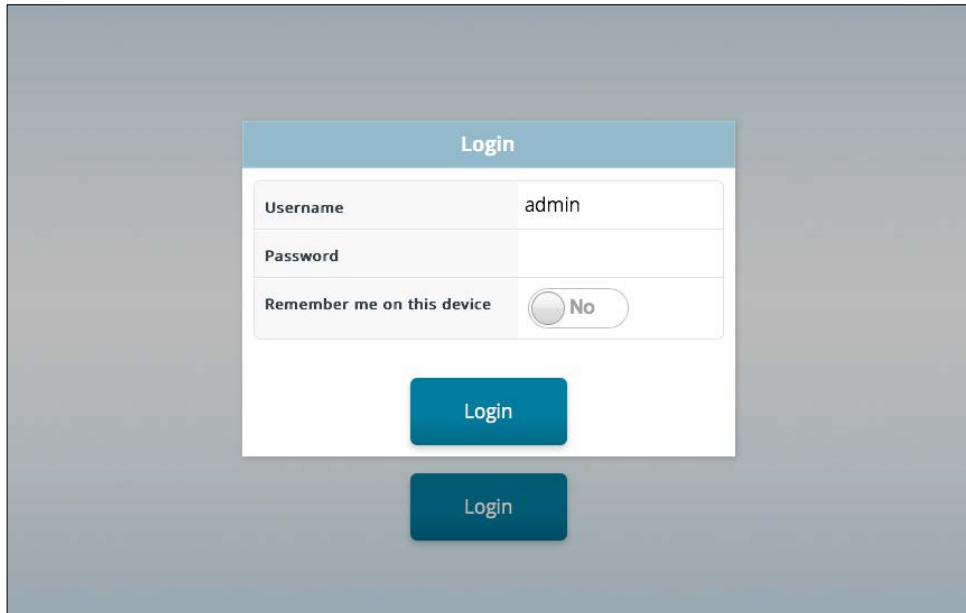 Login
Username admin
Password
Remember me on this device No
Login
Login